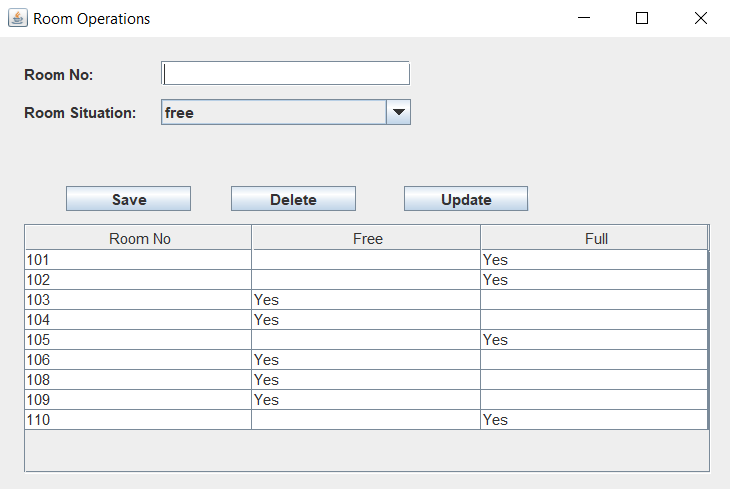 Room Operations
Room No:
Room Situation: free
Save Delete Update
Room No Free Full
101 Yes
102 Yes
103 Yes
104 Yes
105 Yes
106 Yes
108 Yes
109 Yes
110 Yes